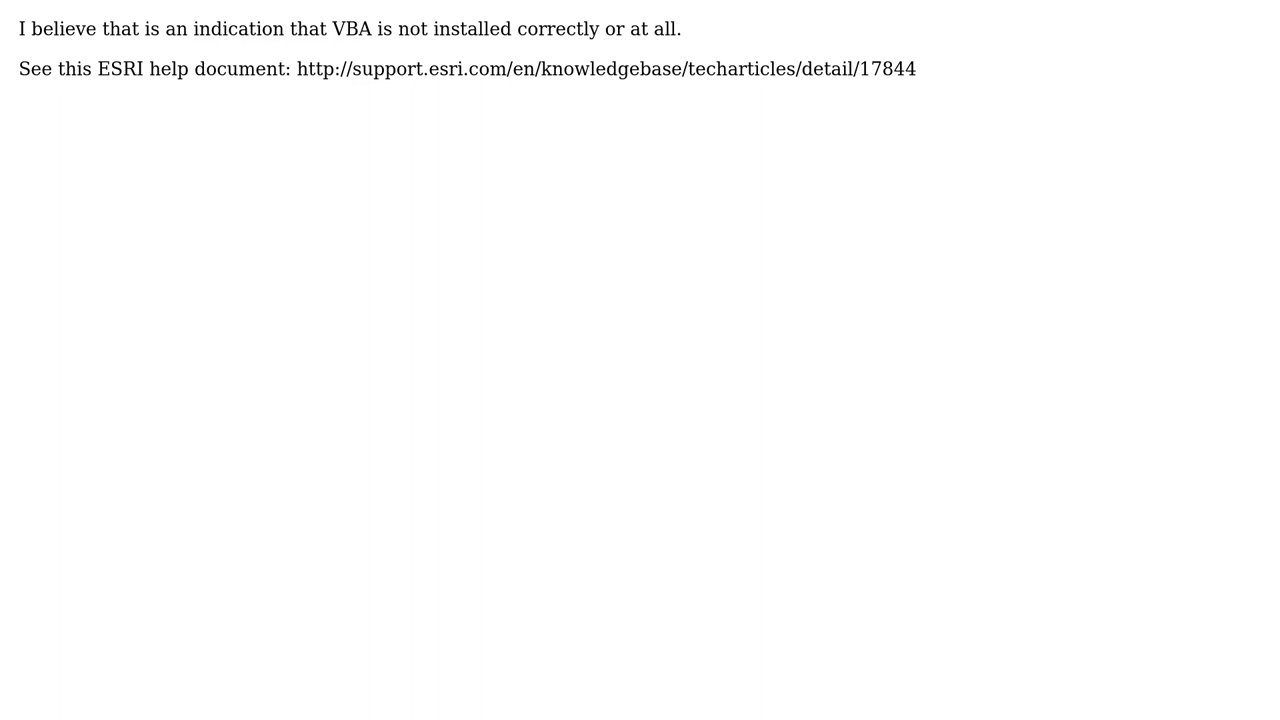 I believe that is an indication that VBA is not installed correctly or at all.
See this ESRI help document: http://support.esri.com/en/knowledgebase/techarticles/detail/17844